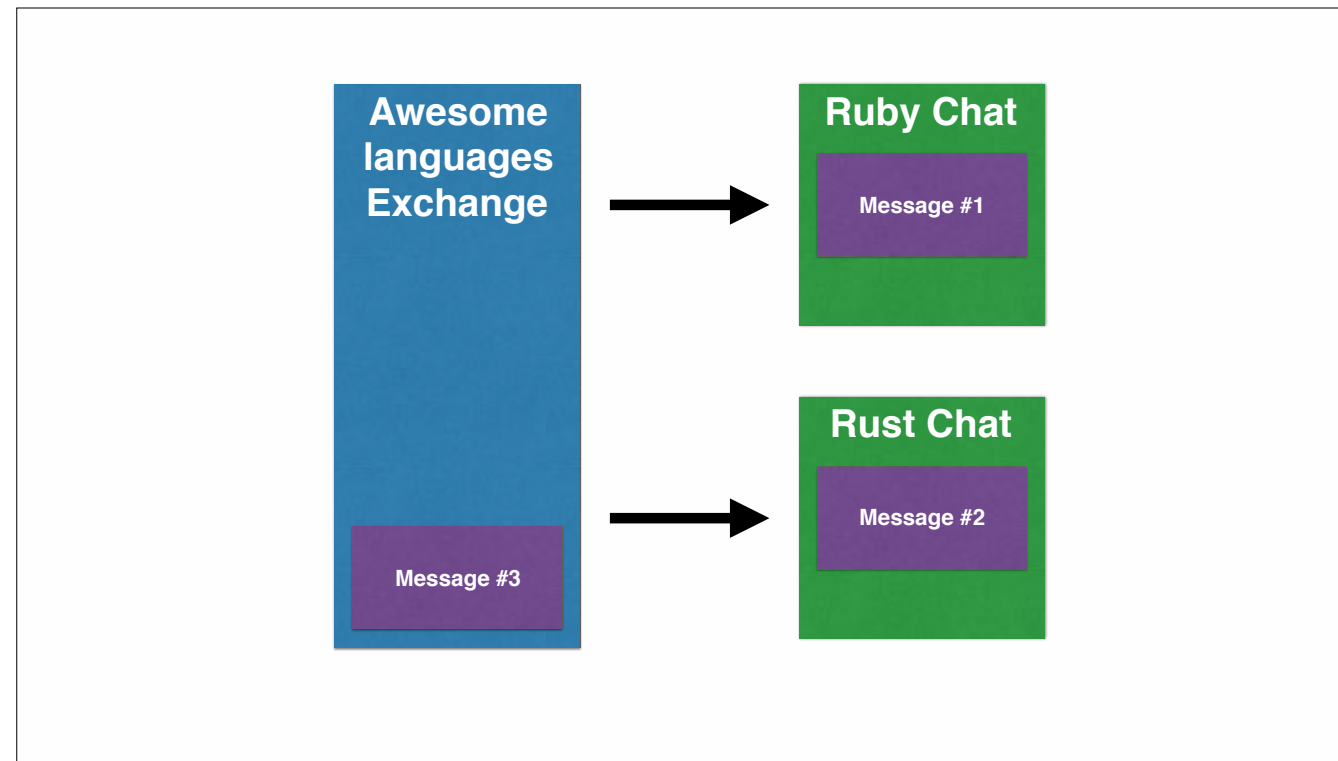 Awesome
languages
Exchange
Message #3
Ruby Chat
Message #1
Rust Chat
Message #2